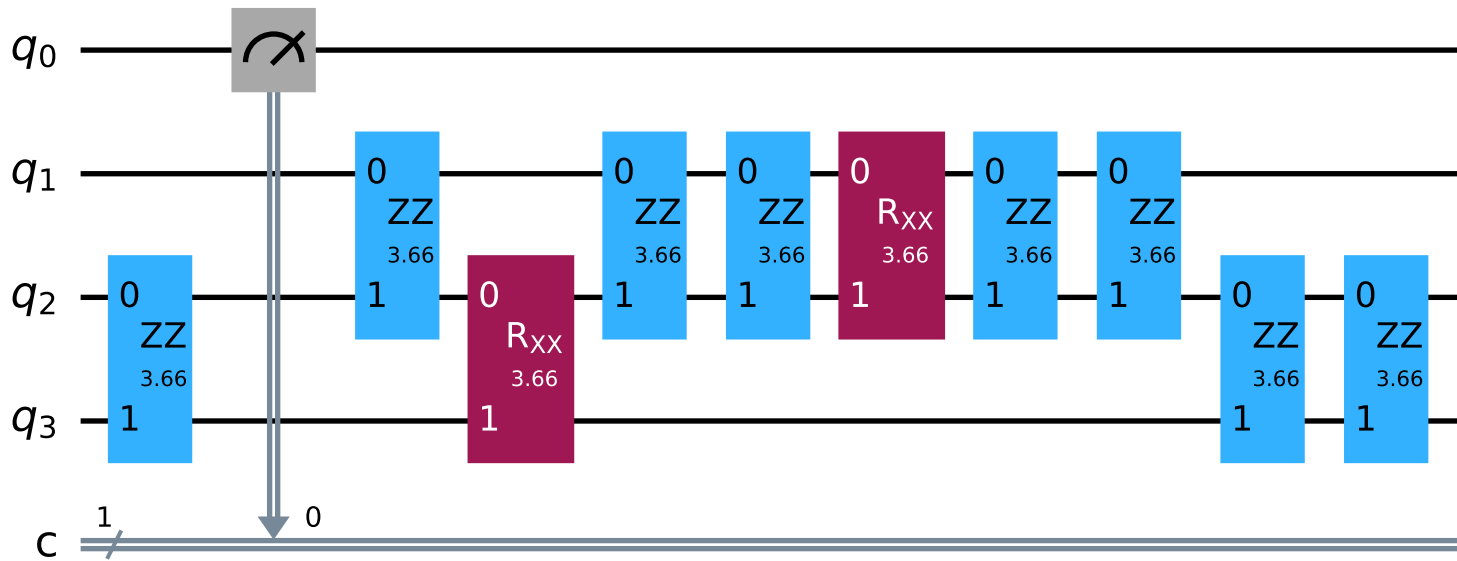 q0
0 0 0 0 0 0
q1
ZZ ZZ ZZ RXX ZZ ZZ
3.66 3.66 3.66 3.66 3.66 3.66
q2 0 1 0 1 1 1 1 1 0 0
ZZ RXX ZZ ZZ
3.66 3.66 3.66 3.66
q3 1 1 1 1
1 0
c